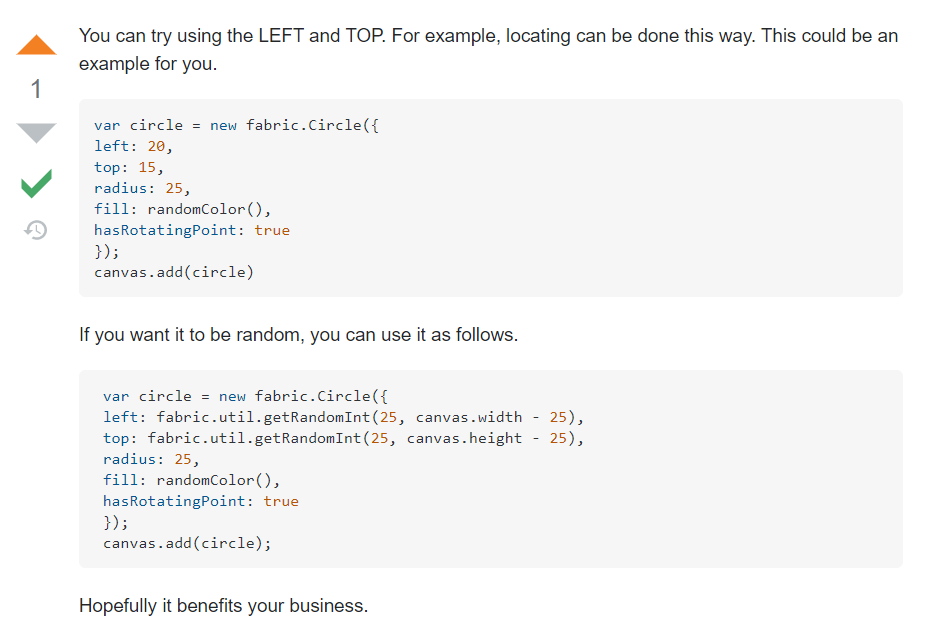 You can try using the LEFT and TOP. For example, locating can be done this way. This could be an
example for you.
1
var circle = new fabric.Circle({
left: 20,
top: 15,
radius: 25,
fill: randomColor(),
hasRotatingPoint: true
});
canvas.add(circle)
If you want it to be random, you can use it as follows.
var circle = new fabric.Circle({
left: fabric.util.getRandomInt(25, canvas.width - 25),
top: fabric.util.getRandomInt(25, canvas.height - 25),
radius: 25,
fill: randomColor(),
hasRotatingPoint: true
});
canvas.add(circle);
Hopefully it benefits your business.